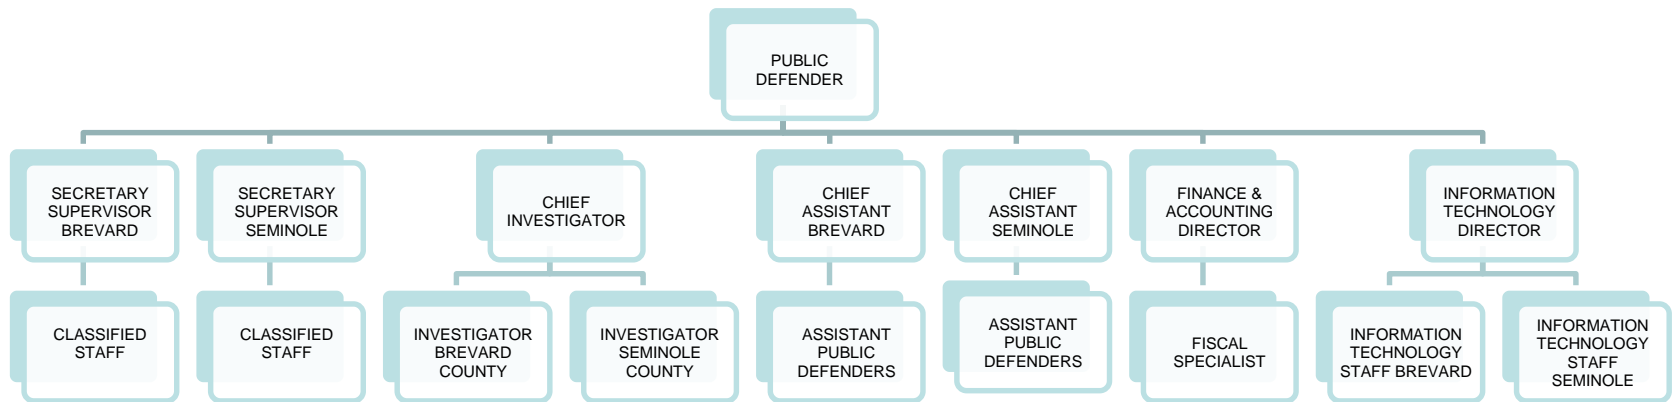 PUBLIC
DEFENDER
SECRETARY
SUPERVISOR
BREVARD
SECRETARY
SUPERVISOR
SEMINOLE
CHIEF
INVESTIGATOR
CHIEF
ASSISTANT
BREVARD
CHIEF
ASSISTANT
SEMINOLE
FINANCE &
ACCOUNTING
DIRECTOR
INFORMATION
TECHNOLOGY
DIRECTOR
CLASSIFIED
STAFF
CLASSIFIED
STAFF
INVESTIGATOR
BREVARD
COUNTY
INVESTIGATOR
SEMINOLE
COUNTY
ASSISTANT
PUBLIC
DEFENDERS
ASSISTANT
PUBLIC
DEFENDERS
FISCAL
SPECIALIST
INFORMATION
TECHNOLOGY
STAFF BREVARD
INFORMATION
TECHNOLOGY
STAFF
SEMINOLE